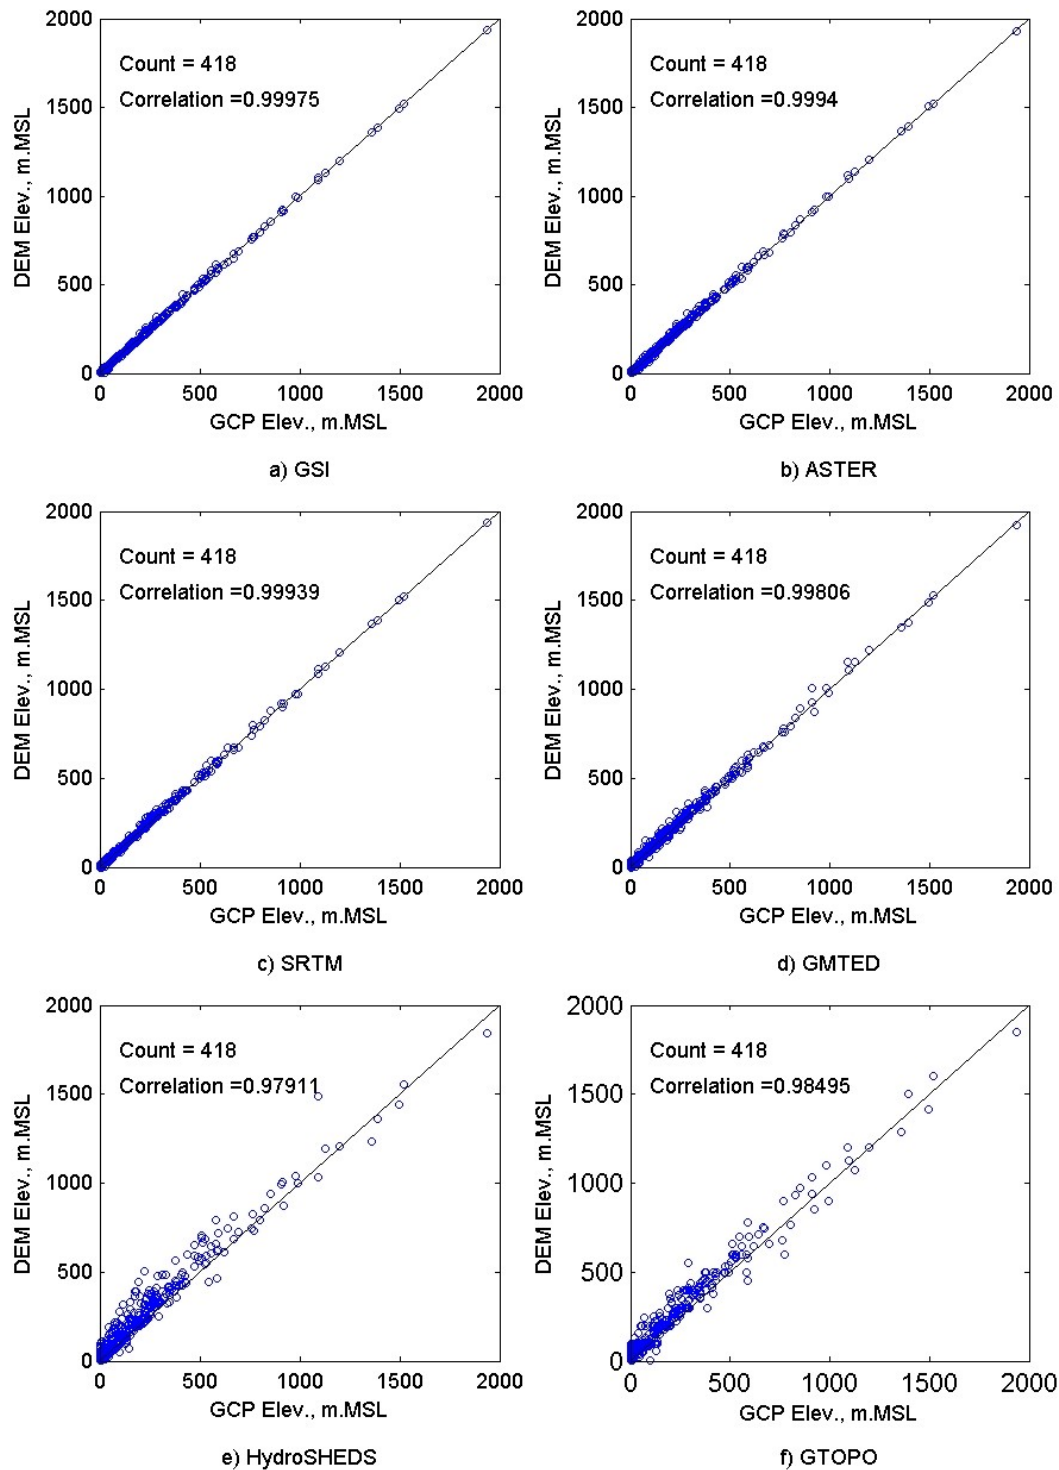 2000
1500
1000
500
0
DEM Elev., m.MSL
Count = 418
Correlation =0.99975
0 500 1000 1500 2000
GCP Elev., m.MSL
a) GSI
2000
1500
1000
500
0
DEM Elev., m.MSL
Count = 418
Correlation =0.9994
0 500 1000 1500 2000
GCP Elev., m.MSL
b) ASTER
2000
1500
1000
500
0
DEM Elev., m.MSL
Count = 418
Correlation =0.99939
0 500 1000 1500 2000
GCP Elev., m.MSL
c) SRTM
2000
1500
1000
500
0
DEM Elev., m.MSL
Count = 418
Correlation =0.99806
0 500 1000 1500 2000
GCP Elev., m.MSL
d) GMTED
2000
1500
1000
500
0
DEM Elev., m.MSL
Count = 418
Correlation =0.97911
0 500 1000 1500 2000
GCP Elev., m.MSL
e) HydroSHEDS
2000
1500
1000
500
0
DEM Elev., m.MSL
Count = 418
Correlation =0.98495
0 500 1000 1500 2000
GCP Elev., m.MSL
f) GTOPO